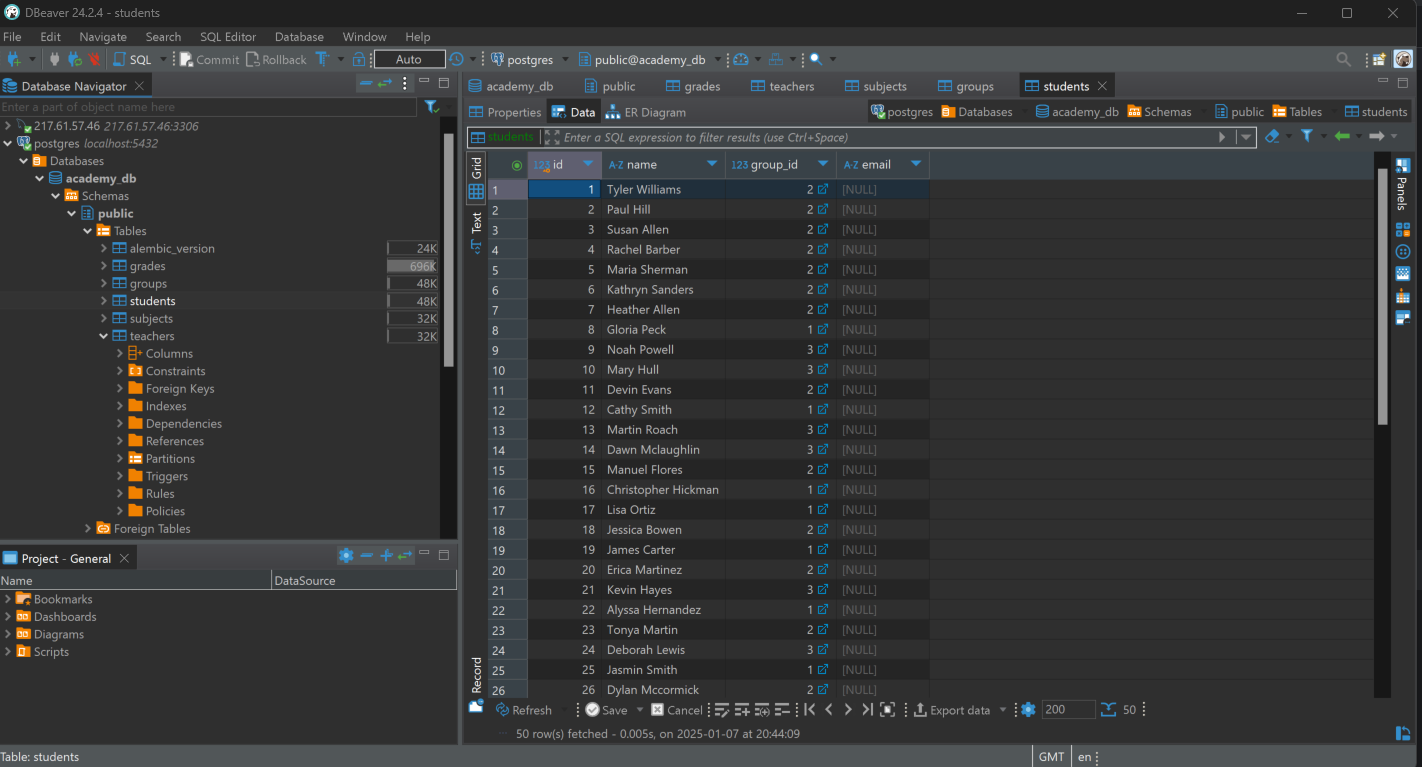 DBeaver 24.2.4 - students
File Edit Navigate Search SQL Editor Database Window Help
SQL Commit Rollback T Auto postgres public@academy_db
Database Navigator
Enter a part of object name here
217.61.57.46 217.61.57.46:3306
postgres localhost:5432
Databases
academy_db
Schemas
public
Tables
alembic_version 24K
grades 696K
groups 48K
students 48K
subjects 32K
teachers 32K
Columns
Constraints
Foreign Keys
Indexes
Dependencies
References
Partitions
Triggers
Rules
Policies
Foreign Tables
Project - General
Name DataSource
Bookmarks
Dashboards
Diagrams
Scripts
academy_db public grades teachers subjects groups students
Properties Data ER Diagram postgres Databases academy_db Schemas public Tables students
students Enter a SQL expression to filter results (use Ctrl+Space)
Grid
Text
Record
123 id A-Z name 123 group_id A-Z email
1 1 Tyler Williams 2 [NULL]
2 2 Paul Hill 2 [NULL]
3 3 Susan Allen 2 [NULL]
4 4 Rachel Barber 2 [NULL]
5 5 Maria Sherman 2 [NULL]
6 6 Kathryn Sanders 2 [NULL]
7 7 Heather Allen 2 [NULL]
8 8 Gloria Peck 1 [NULL]
9 9 Noah Powell 3 [NULL]
10 10 Mary Hull 3 [NULL]
11 11 Devin Evans 2 [NULL]
12 12 Cathy Smith 1 [NULL]
13 13 Martin Roach 3 [NULL]
14 14 Dawn Mclaughlin 3 [NULL]
15 15 Manuel Flores 2 [NULL]
16 16 Christopher Hickman 1 [NULL]
17 17 Lisa Ortiz 1 [NULL]
18 18 Jessica Bowen 2 [NULL]
19 19 James Carter 1 [NULL]
20 20 Erica Martinez 2 [NULL]
21 21 Kevin Hayes 3 [NULL]
22 22 Alyssa Hernandez 1 [NULL]
23 23 Tonya Martin 2 [NULL]
24 24 Deborah Lewis 3 [NULL]
25 25 Jasmin Smith 1 [NULL]
26 26 Dylan Mccormick 2 [NULL]
Panels
Refresh Save Cancel Export data 200 50
50 row(s) fetched - 0.005s, on 2025-01-07 at 20:44:09
Table: students GMT en